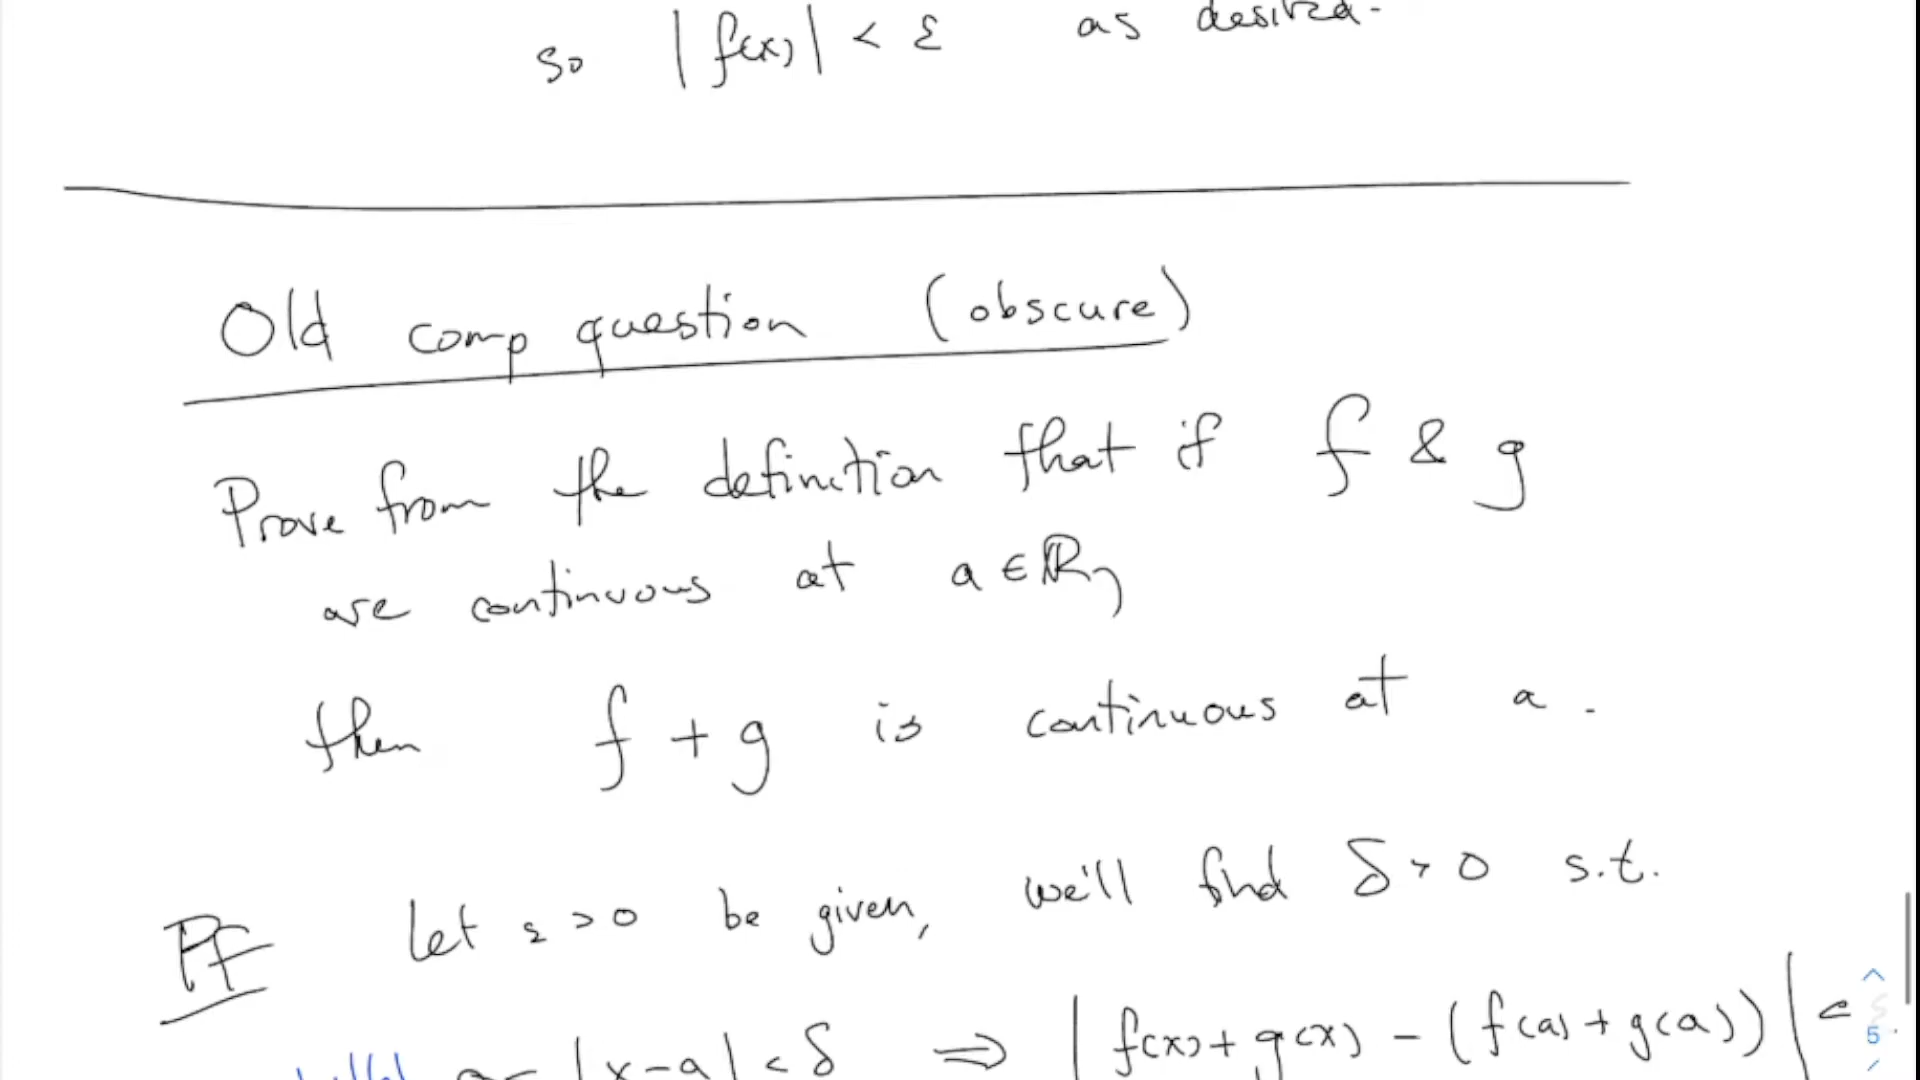 so |f(x)| < ε as desired.
Old comp question (obscure)
Prove from the definition that if f & g
are continuous at a ∈ ℝ,
then f + g is continuous at a.
Pf Let ε > 0 be given, we'll find δ > 0 s.t.
|x-a| < δ ⇒ |f(x) + g(x) - (f(a) + g(a))| <
5